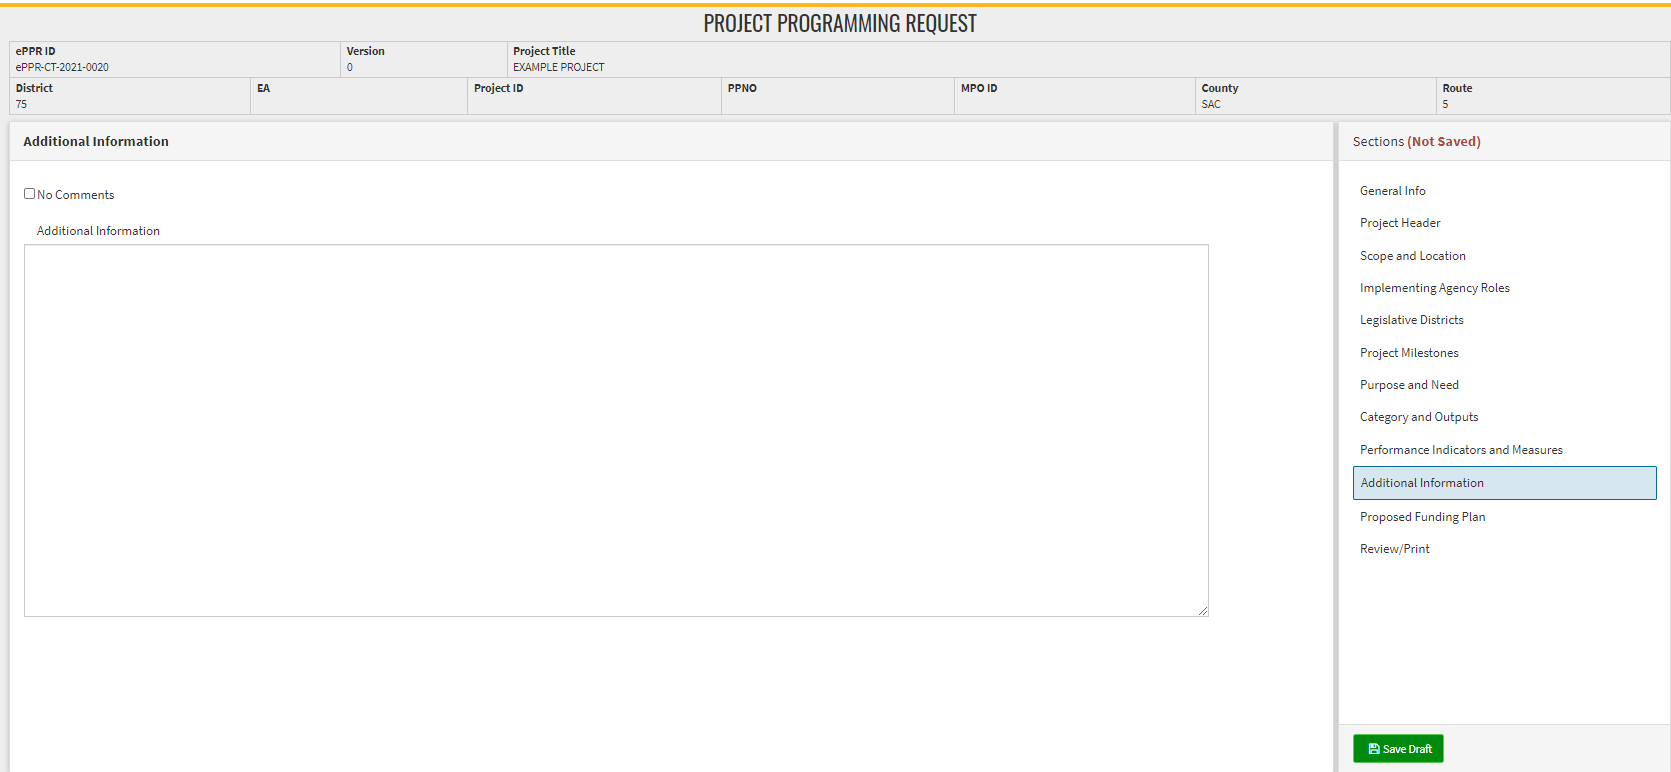 PROJECT PROGRAMMING REQUEST
ePPR ID Version Project Title
ePPR-CT-2021-0020 0 EXAMPLE PROJECT
District EA Project ID PPNO MPO ID County Route
75 SAC 5
Additional Information
No Comments
Additional Information
Sections (Not Saved)
General Info
Project Header
Scope and Location
Implementing Agency Roles
Legislative Districts
Project Milestones
Purpose and Need
Category and Outputs
Performance Indicators and Measures
Additional Information
Proposed Funding Plan
Review/Print
Save Draft